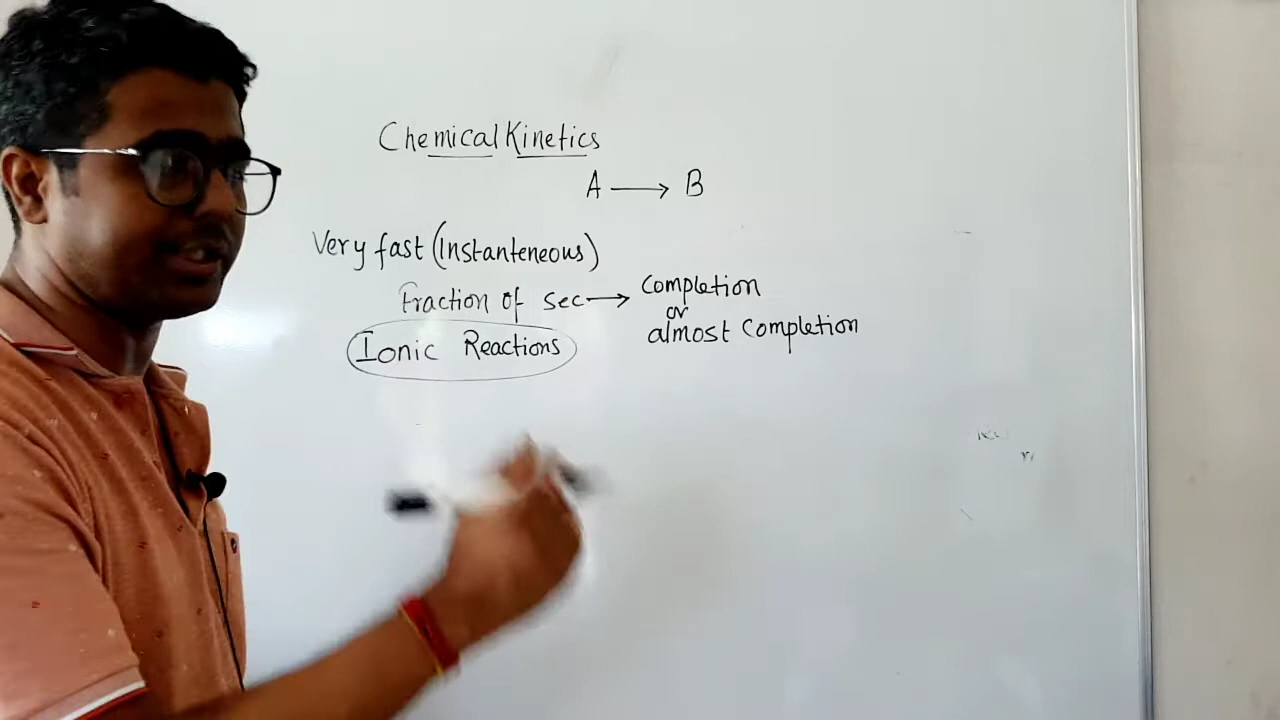 Chemical Kinetics
A ⟶ B
Very fast (Instanteneous)
Fraction of sec ⟶ Completion
or
almost Completion
Ionic Reactions